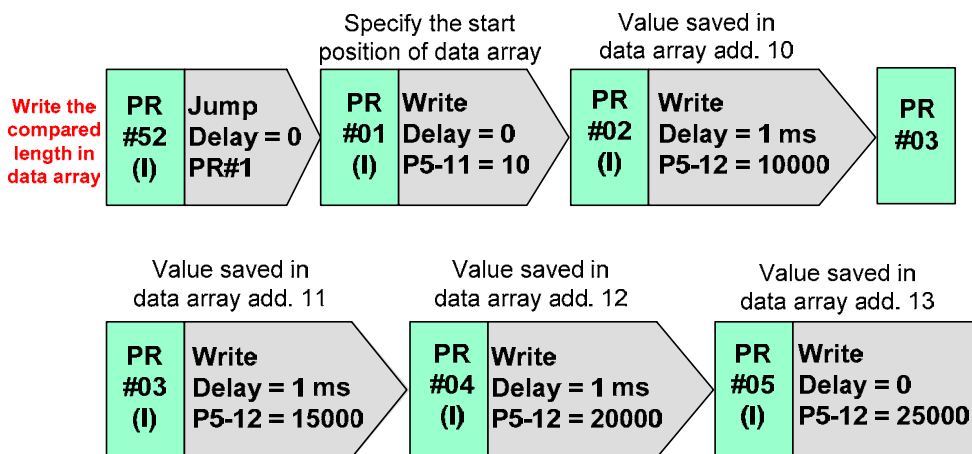 Specify the start
position of data array
Value saved in
data array add. 10
Write the
compared
length in
data array
PR
#52
(I)
Jump
Delay = 0
PR#1
PR
#01
(I)
Write
Delay = 0
P5-11 = 10
PR
#02
(I)
Write
Delay = 1 ms
P5-12 = 10000
PR
#03
Value saved in
data array add. 11
Value saved in
data array add. 12
Value saved in
data array add. 13
PR
#03
(I)
Write
Delay = 1 ms
P5-12 = 15000
PR
#04
(I)
Write
Delay = 1 ms
P5-12 = 20000
PR
#05
(I)
Write
Delay = 0
P5-12 = 25000